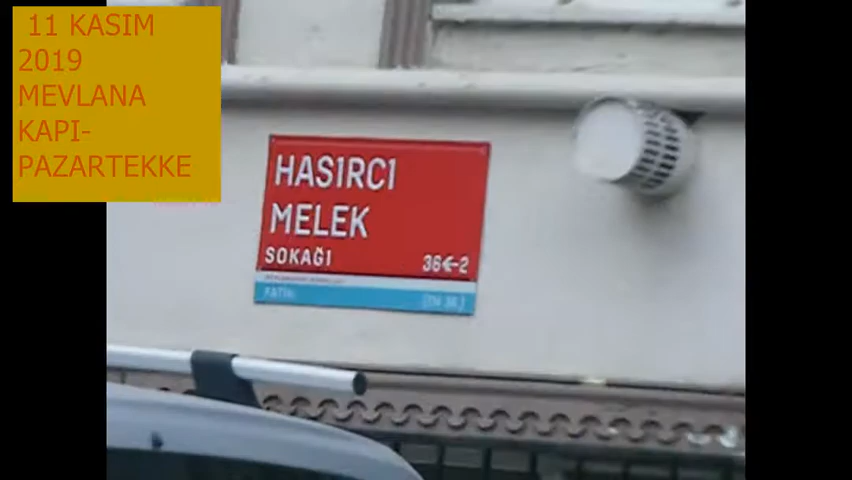 11 KASIM
2019
MEVLANA
KAPI-
PAZARTEKKE
HASIRCI
MELEK
SOKAĞI
36←2
FATİH